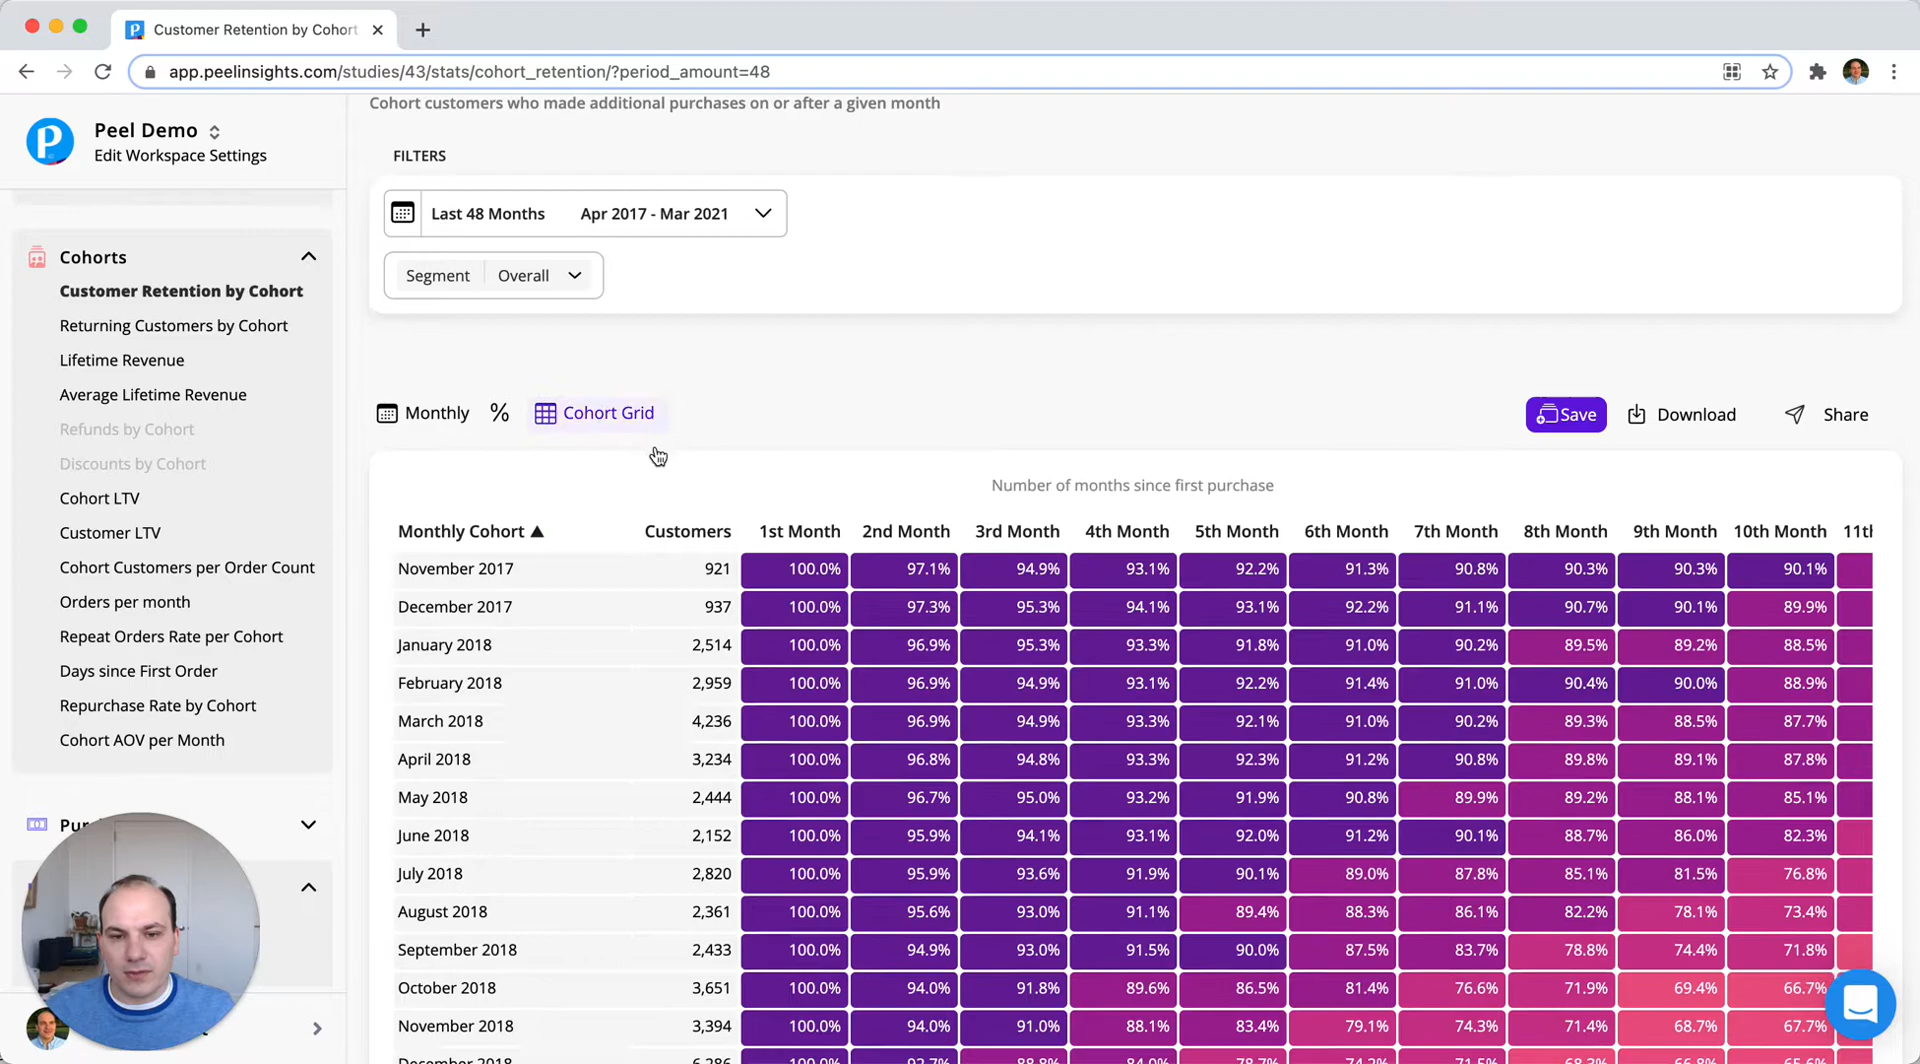 Customer Retention by Cohort
app.peelinsights.com/studies/43/stats/cohort_retention/?period_amount=48
Peel Demo
Edit Workspace Settings
Cohorts
Customer Retention by Cohort
Returning Customers by Cohort
Lifetime Revenue
Average Lifetime Revenue
Refunds by Cohort
Discounts by Cohort
Cohort LTV
Customer LTV
Cohort Customers per Order Count
Orders per month
Repeat Orders Rate per Cohort
Days since First Order
Repurchase Rate by Cohort
Cohort AOV per Month
Cohort customers who made additional purchases on or after a given month
FILTERS
Last 48 Months Apr 2017 - Mar 2021
Segment Overall
Monthly % Cohort Grid Save Download Share
Number of months since first purchase
Monthly Cohort ▲ Customers 1st Month 2nd Month 3rd Month 4th Month 5th Month 6th Month 7th Month 8th Month 9th Month 10th Month 11th
November 2017 921 100.0% 97.1% 94.9% 93.1% 92.2% 91.3% 90.8% 90.3% 90.3% 90.1%
December 2017 937 100.0% 97.3% 95.3% 94.1% 93.1% 92.2% 91.1% 90.7% 90.1% 89.9%
January 2018 2,514 100.0% 96.9% 95.3% 93.3% 91.8% 91.0% 90.2% 89.5% 89.2% 88.5%
February 2018 2,959 100.0% 96.9% 94.9% 93.1% 92.2% 91.4% 91.0% 90.4% 90.0% 88.9%
March 2018 4,236 100.0% 96.9% 94.9% 93.3% 92.1% 91.0% 90.2% 89.3% 88.5% 87.7%
April 2018 3,234 100.0% 96.8% 94.8% 93.3% 92.3% 91.2% 90.8% 89.8% 89.1% 87.8%
May 2018 2,444 100.0% 96.7% 95.0% 93.2% 91.9% 90.8% 89.9% 89.2% 88.1% 85.1%
June 2018 2,152 100.0% 95.9% 94.1% 93.1% 92.0% 91.2% 90.1% 88.7% 86.0% 82.3%
July 2018 2,820 100.0% 95.9% 93.6% 91.9% 90.1% 89.0% 87.8% 85.1% 81.5% 76.8%
August 2018 2,361 100.0% 95.6% 93.0% 91.1% 89.4% 88.3% 86.1% 82.2% 78.1% 73.4%
September 2018 2,433 100.0% 94.9% 93.0% 91.5% 90.0% 87.5% 83.7% 78.8% 74.4% 71.8%
October 2018 3,651 100.0% 94.0% 91.8% 89.6% 86.5% 81.4% 76.6% 71.9% 69.4% 66.7%
November 2018 3,394 100.0% 94.0% 91.0% 88.1% 83.4% 79.1% 74.3% 71.4% 68.7% 67.7%